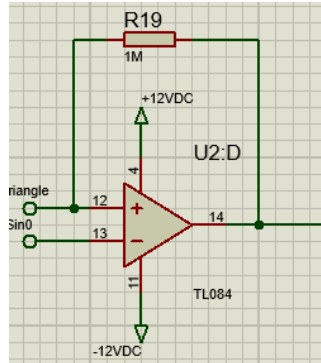 R19
1M
+12VDC
4
U2:D
riangle
12
+
14
Sin0
13
−
11
TL084
-12VDC